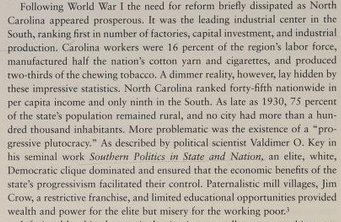 Following World War I the need for reform briefly dissipated as North
Carolina appeared prosperous. It was the leading industrial center in the
South, ranking first in number of factories, capital investment, and industrial
production. Carolina workers were 16 percent of the region's labor force,
manufactured half the nation's cotton yarn and cigarettes, and produced
two-thirds of the chewing tobacco. A dimmer reality, however, lay hidden by
these impressive statistics. North Carolina ranked forty-fifth nationwide in
per capita income and only ninth in the South. As late as 1930, 75 percent
of the state's population remained rural, and no city had more than a hun-
dred thousand inhabitants. More problematic was the existence of a "pro-
gressive plutocracy." As described by political scientist Valdimer O. Key in
his seminal work Southern Politics in State and Nation, an elite, white,
Democratic clique dominated and ensured that the economic benefits of the
state's progressivism facilitated their control. Paternalistic mill villages, Jim
Crow, a restrictive franchise, and limited educational opportunities provided
wealth and power for the elite but misery for the working poor.³